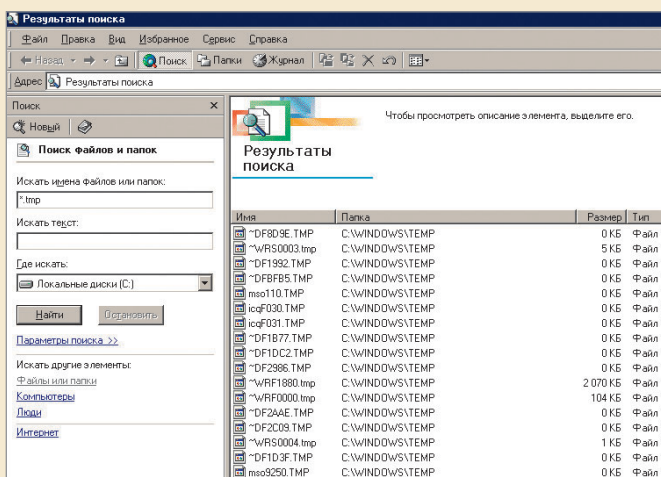 Результаты поиска
Файл Правка Вид Избранное Сервис Справка
Назад Поиск Папки Журнал
Адрес Результаты поиска
Поиск
Новый
Поиск файлов и папок
Искать имена файлов или папок:
*.tmp
Искать текст:
Где искать:
Локальные диски (C:)
Найти Остановить
Параметры поиска >>
Искать другие элементы:
Файлы или папки
Компьютеры
Люди
Интернет
Результаты
поиска
Чтобы просмотреть описание элемента, выделите его.
Имя Папка Размер Тип
~DF8D9E.TMP C:\WINDOWS\TEMP 0 КБ Файл
~WRS0003.tmp C:\WINDOWS\TEMP 5 КБ Файл
~DF1992.TMP C:\WINDOWS\TEMP 0 КБ Файл
~DFBFB5.TMP C:\WINDOWS\TEMP 0 КБ Файл
mso110.TMP C:\WINDOWS\TEMP 0 КБ Файл
icqF030.TMP C:\WINDOWS\TEMP 0 КБ Файл
icqF031.TMP C:\WINDOWS\TEMP 0 КБ Файл
~DF1B77.TMP C:\WINDOWS\TEMP 0 КБ Файл
~DF1DC2.TMP C:\WINDOWS\TEMP 0 КБ Файл
~DF2986.TMP C:\WINDOWS\TEMP 0 КБ Файл
~WRF1880.tmp C:\WINDOWS\TEMP 2 070 КБ Файл
~WRF0000.tmp C:\WINDOWS\TEMP 104 КБ Файл
~DF2AAE.TMP C:\WINDOWS\TEMP 0 КБ Файл
~DF2C09.TMP C:\WINDOWS\TEMP 0 КБ Файл
~WRS0004.tmp C:\WINDOWS\TEMP 1 КБ Файл
~DF1D3F.TMP C:\WINDOWS\TEMP 0 КБ Файл
mso9250.TMP C:\WINDOWS\TEMP 0 КБ Файл